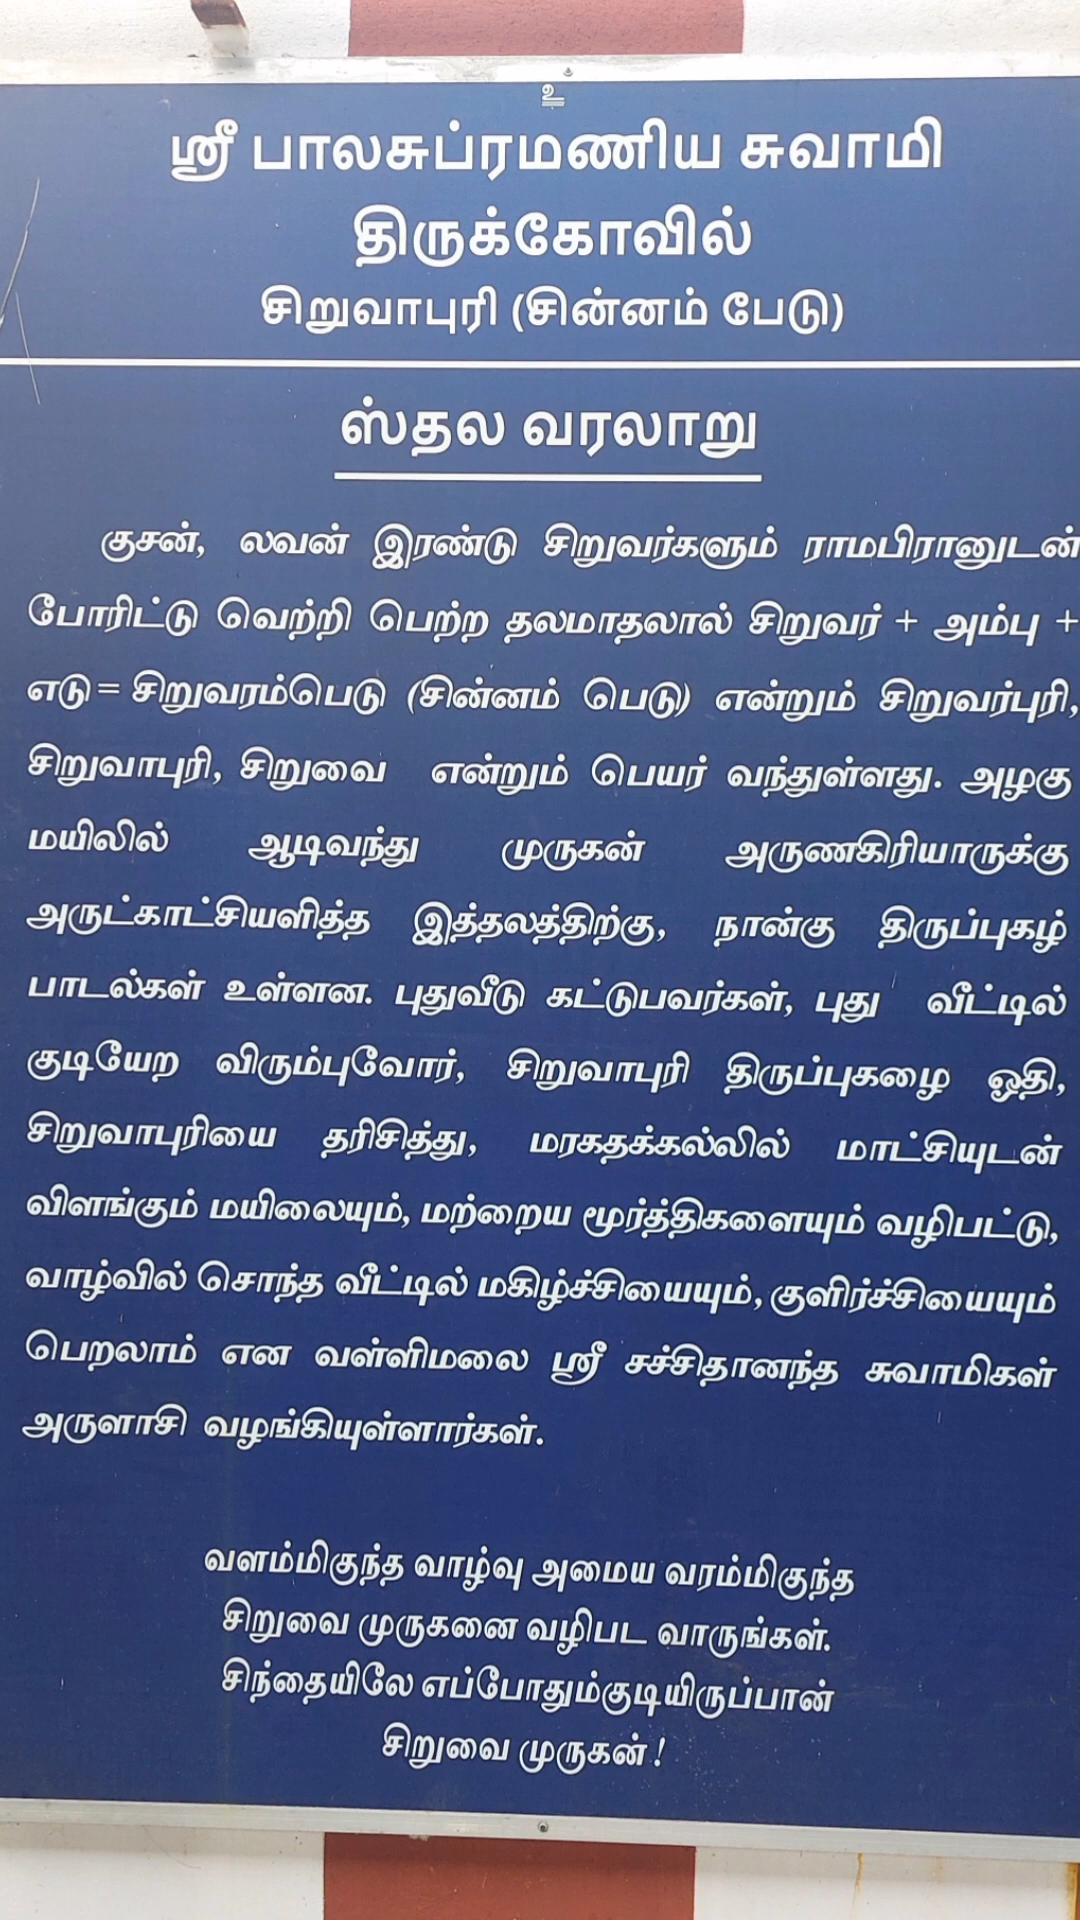 உ
ஸ்ரீ பாலசுப்ரமணிய சுவாமி
திருக்கோவில்
சிறுவாபுரி (சின்னம் பேடு)
ஸ்தல வரலாறு
குசன், லவன் இரண்டு சிறுவர்களும் ராமபிரானுடன்
போரிட்டு வெற்றி பெற்ற தலமாதலால் சிறுவர் + அம்பு +
எடு = சிறுவரம்பெடு (சின்னம் பெடு) என்றும் சிறுவர்புரி,
சிறுவாபுரி, சிறுவை என்றும் பெயர் வந்துள்ளது. அழகு
மயிலில் ஆடிவந்து முருகன் அருணகிரியாருக்கு
அருட்காட்சியளித்த இத்தலத்திற்கு, நான்கு திருப்புகழ்
பாடல்கள் உள்ளன. புதுவீடு கட்டுபவர்கள், புது வீட்டில்
குடியேற விரும்புவோர், சிறுவாபுரி திருப்புகழை ஓதி,
சிறுவாபுரியை தரிசித்து, மரகதக்கல்லில் மாட்சியுடன்
விளங்கும் மயிலையும், மற்றைய மூர்த்திகளையும் வழிபட்டு,
வாழ்வில் சொந்த வீட்டில் மகிழ்ச்சியையும், குளிர்ச்சியையும்
பெறலாம் என வள்ளிமலை ஸ்ரீ சச்சிதானந்த சுவாமிகள்
அருளாசி வழங்கியுள்ளார்கள்.
வளம்மிகுந்த வாழ்வு அமைய வரம்மிகுந்த
சிறுவை முருகனை வழிபட வாருங்கள்.
சிந்தையிலே எப்போதும்குடியிருப்பான்
சிறுவை முருகன் !